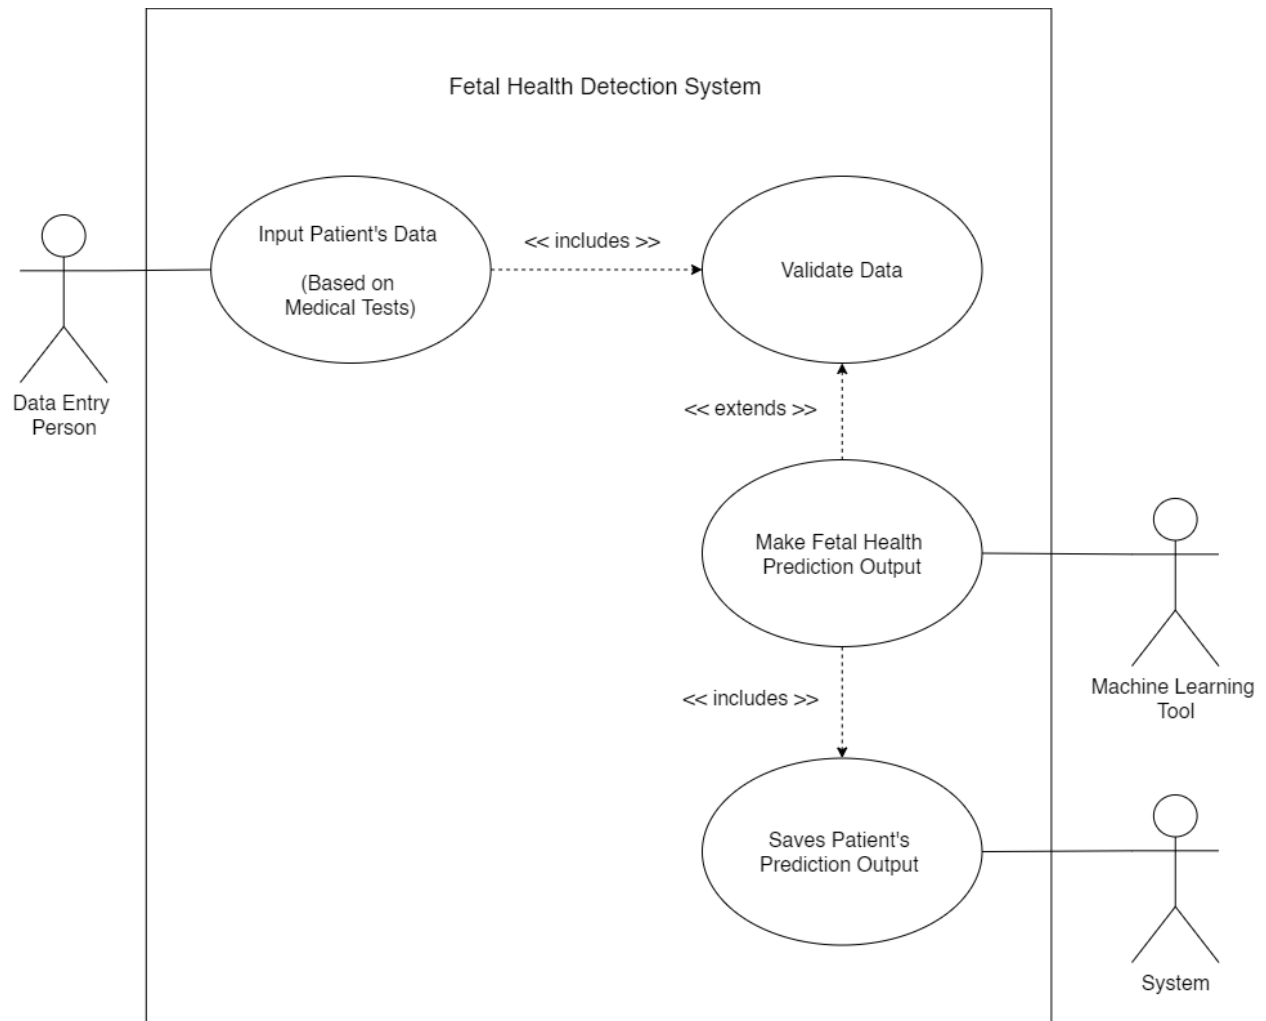 Fetal Health Detection System
Input Patient's Data
(Based on
Medical Tests)
<< includes >>
Validate Data
Data Entry
Person
<< extends >>
Make Fetal Health
Prediction Output
Machine Learning
Tool
<< includes >>
Saves Patient's
Prediction Output
System